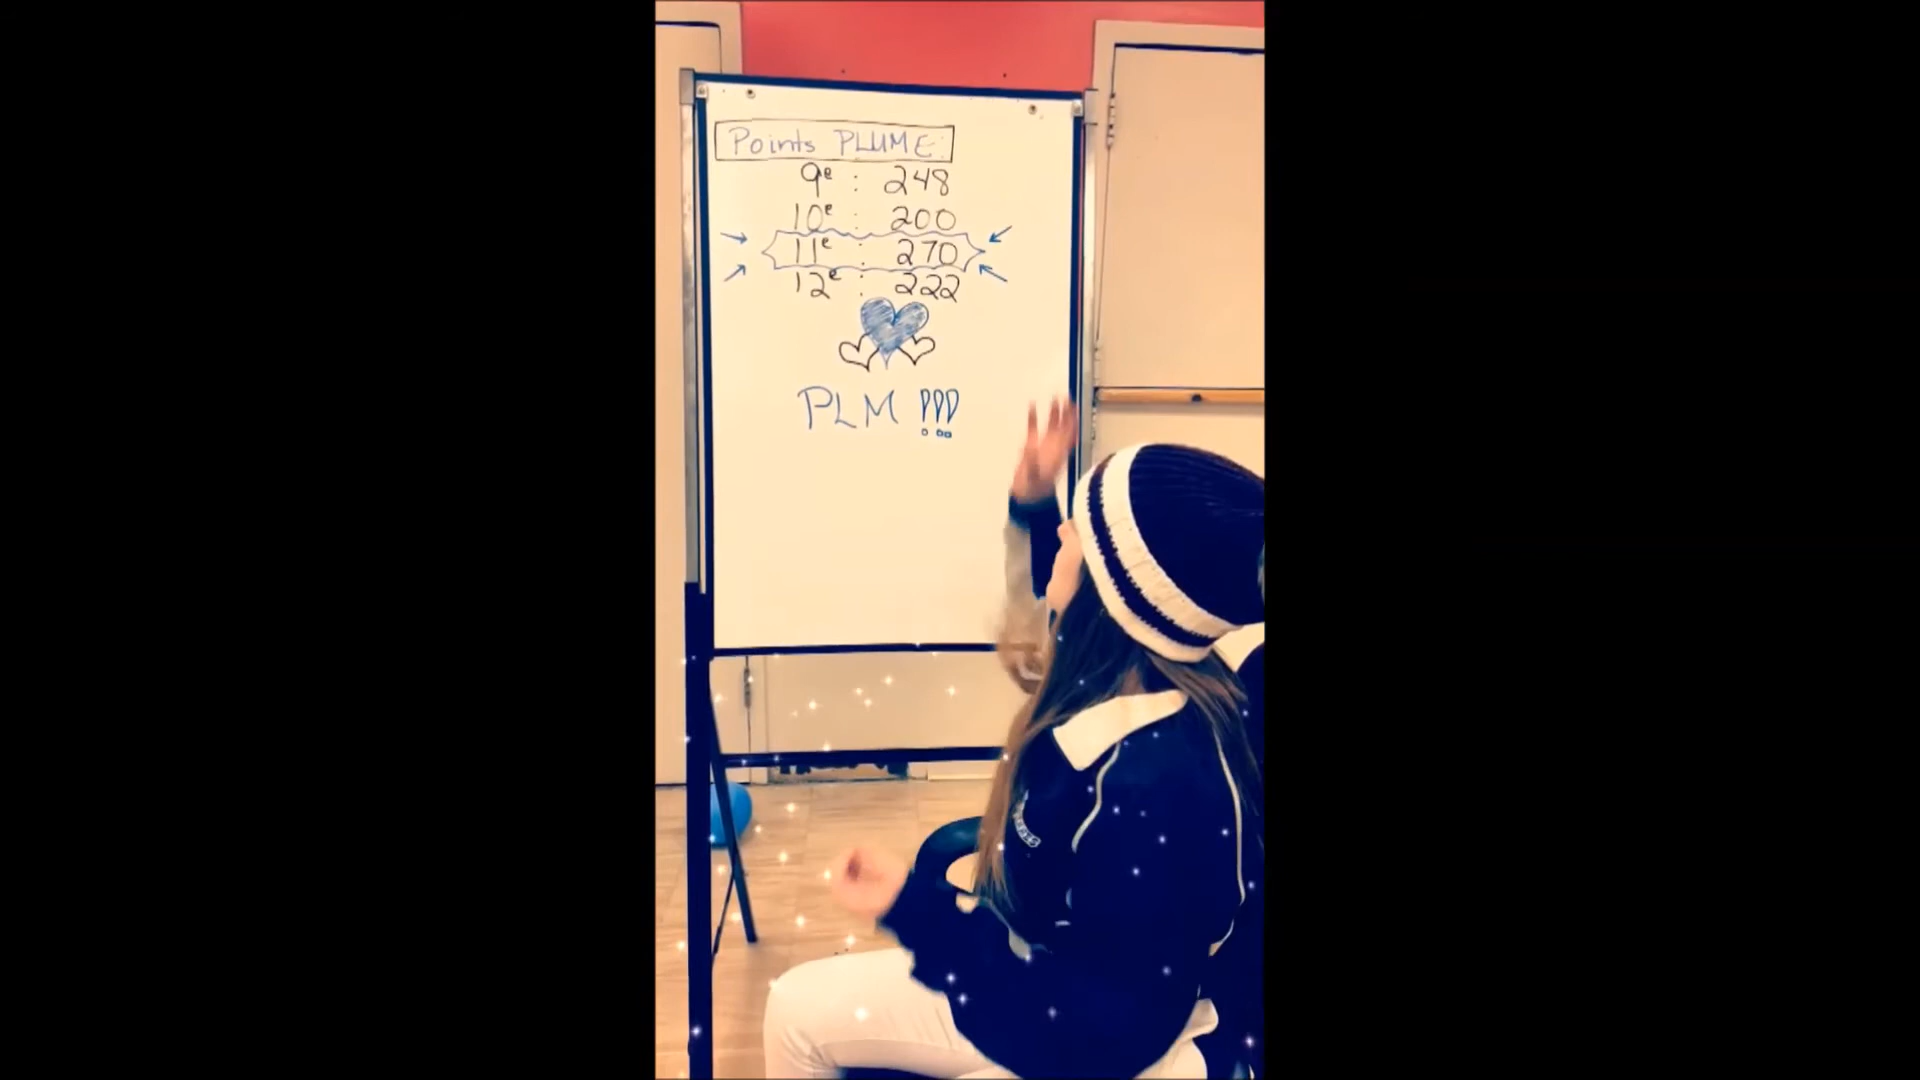 Points PLUME:
9e : 248
10e : 200
11e : 270
12e : 222
PLM !!!